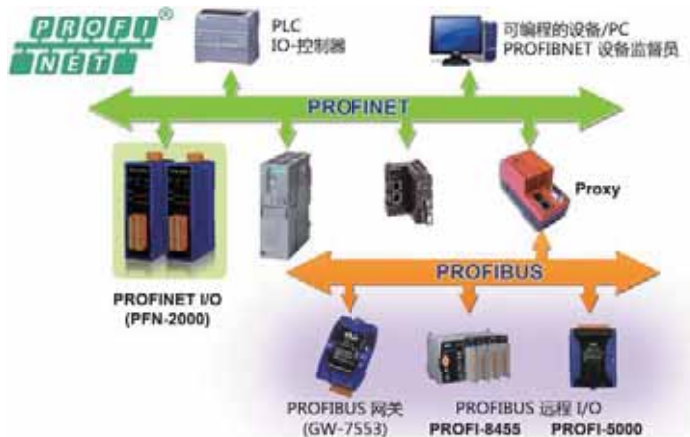 PROFI
NET
®
PLC
IO-控制器
可编程的设备/PC
PROFIBNET 设备监督员
PROFINET
Proxy
PROFIBUS
PROFINET I/O
(PFN-2000)
PROFIBUS 网关
(GW-7553)
PROFIBUS 远程 I/O
PROFI-8455 PROFI-5000